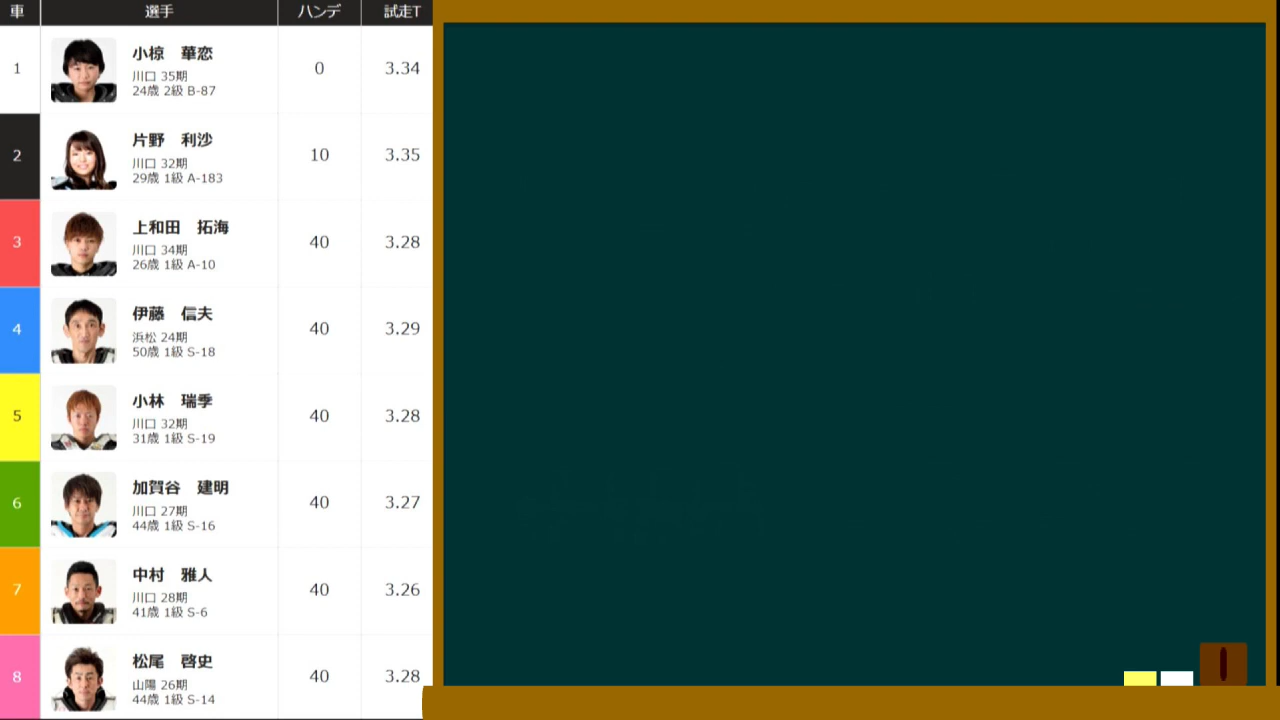 車 選手 ハンデ 試走T
1 小椋 華恋 0 3.34
川口 35期
24歳 2級 B-87
2 片野 利沙 10 3.35
川口 32期
29歳 1級 A-183
3 上和田 拓海 40 3.28
川口 34期
26歳 1級 A-10
4 伊藤 信夫 40 3.29
浜松 24期
50歳 1級 S-18
5 小林 瑞季 40 3.28
川口 32期
31歳 1級 S-19
6 加賀谷 建明 40 3.27
川口 27期
44歳 1級 S-16
7 中村 雅人 40 3.26
川口 28期
41歳 1級 S-6
8 松尾 啓史 40 3.28
山陽 26期
44歳 1級 S-14